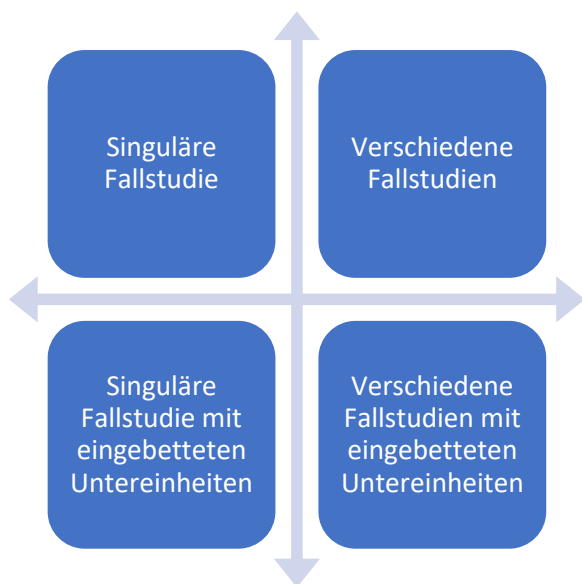 Singuläre
Fallstudie
Verschiedene
Fallstudien
Singuläre
Fallstudie mit
eingebetteten
Untereinheiten
Verschiedene
Fallstudien mit
eingebetteten
Untereinheiten